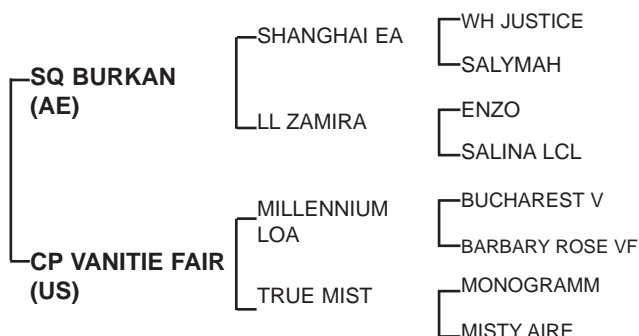 SQ BURKAN
(AE)
SHANGHAI EA
WH JUSTICE
SALYMAH
LL ZAMIRA
ENZO
SALINA LCL
CP VANITIE FAIR
(US)
MILLENNIUM
LOA
BUCHAREST V
BARBARY ROSE VF
TRUE MIST
MONOGRAMM
MISTY AIRE